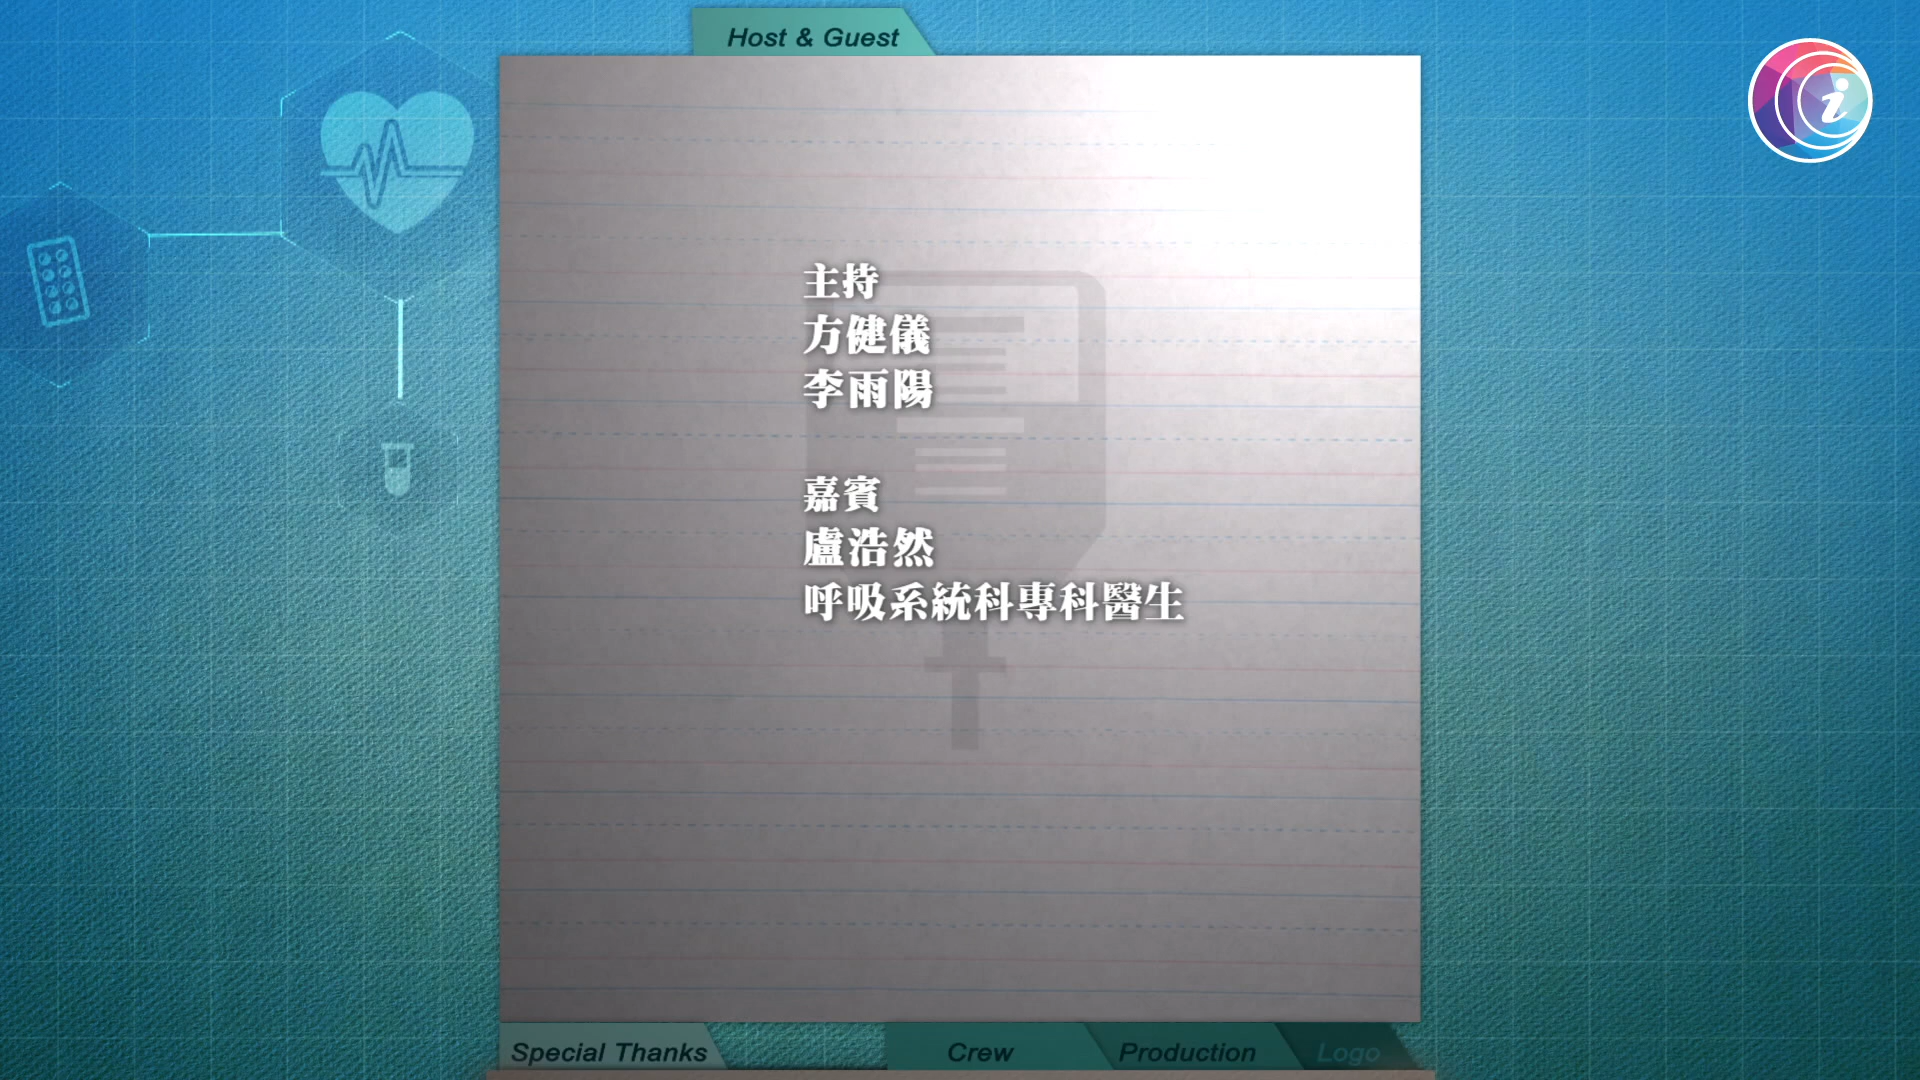 Host & Guest
i
主持
方健儀
李雨陽
嘉賓
盧浩然
呼吸系統科專科醫生
Special Thanks
Crew
Production
Logo